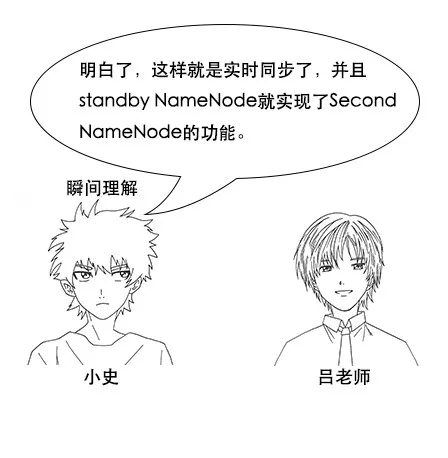 明白了，这样就是实时同步了，并且
standby NameNode就实现了Second
NameNode的功能。
瞬间理解
小史
吕老师